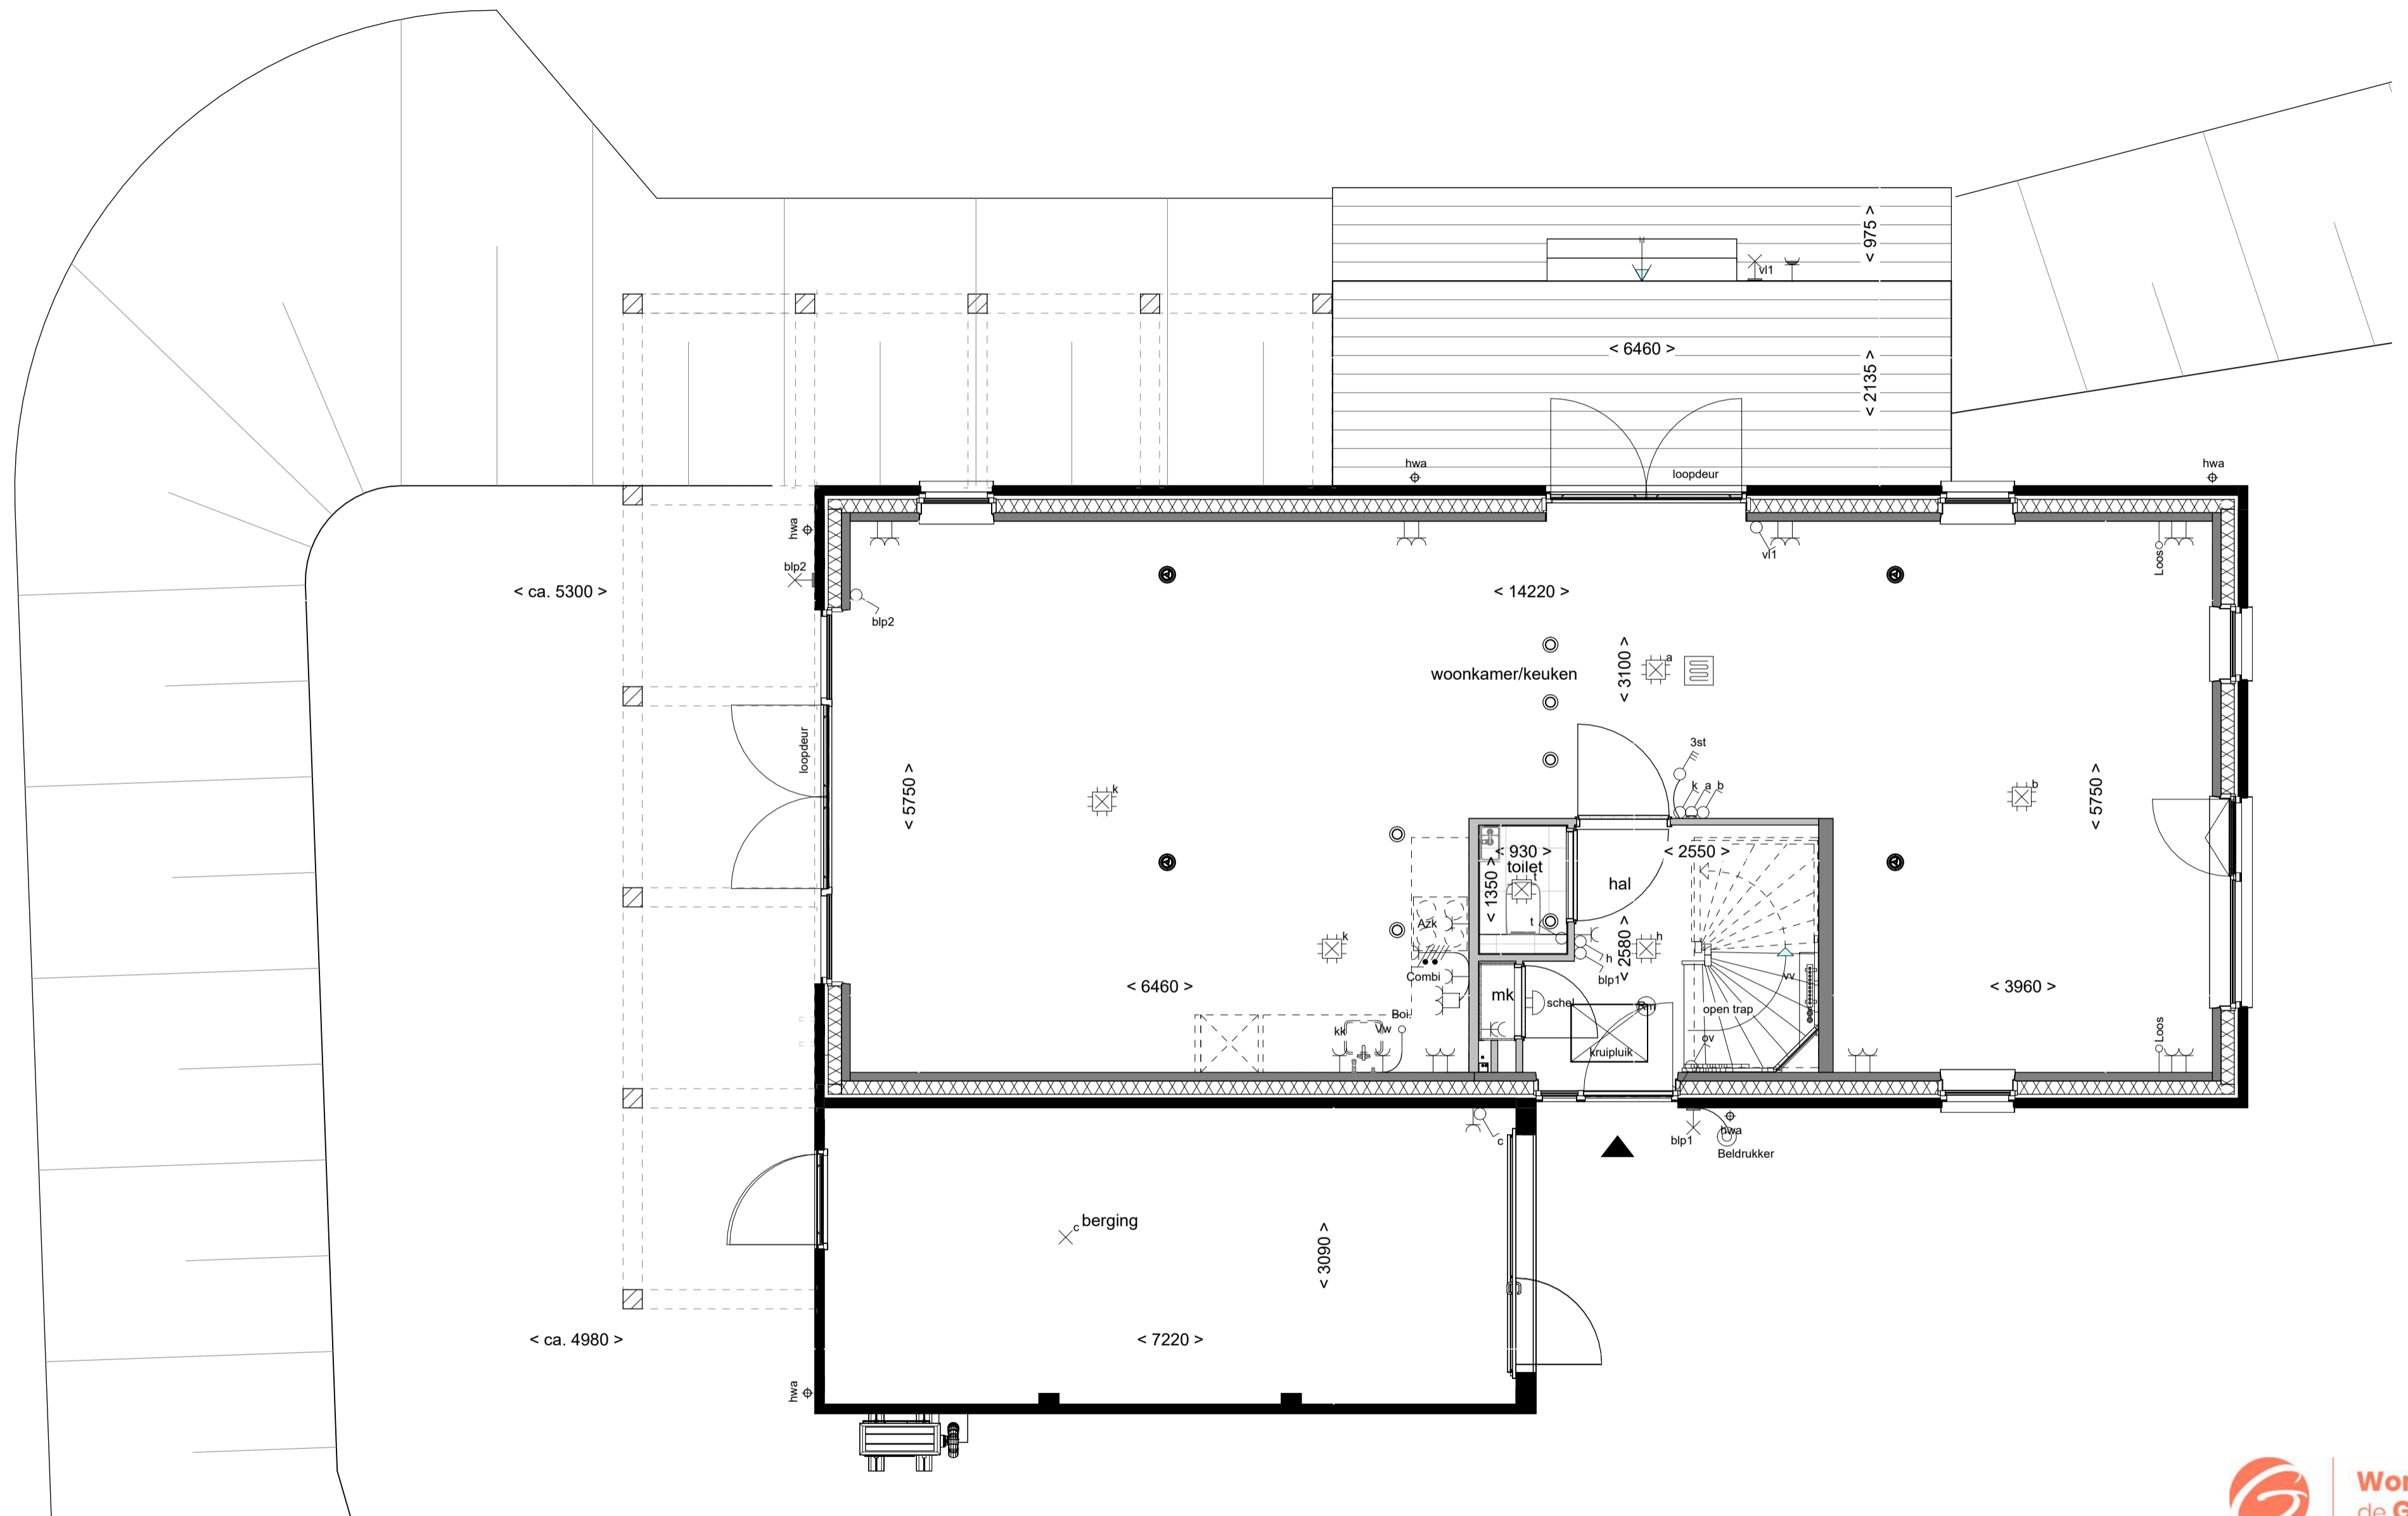 < 975 >
vl1
< 6460 >
< 2135 >
hwa
loopdeur
hwa
hwa
blp2
blp2
< ca. 5300 >
< 14220 >
vl1
Loos
woonkamer/keuken
< 3100 >
a
loopdeur
3st
k a b
< 5750 >
k
b
< 5750 >
< 930 >
toilet
t
< 1350 >
t
< 2550 >
hal
< 2580 >
h
h
blp1
k
Azk
Combi
< 6460 >
mk
schel
Rm
vv
open trap
< 3960 >
Boi.
kk
Vw
kruipluik
ov
Loos
c
blp1
hwa
Beldrukker
c
berging
< 3090 >
< ca. 4980 >
< 7220 >
hwa
de